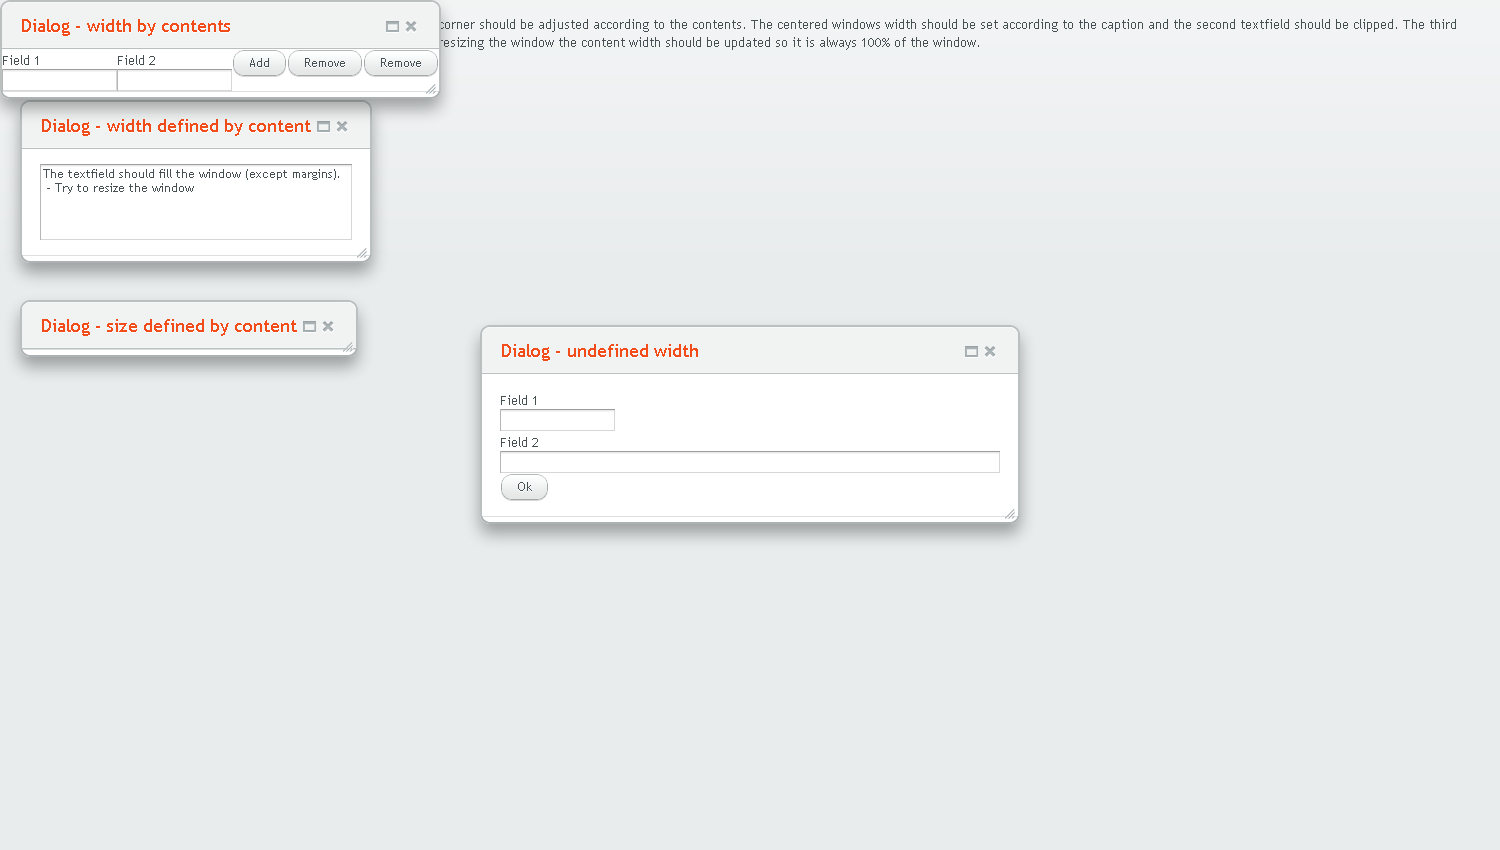 Dialog - width by contents
corner should be adjusted according to the contents. The centered windows width should be set according to the caption and the second textfield should be clipped. The third
resizing the window the content width should be updated so it is always 100% of the window.
Field 1 Field 2 Add Remove Remove
Dialog - width defined by content
The textfield should fill the window (except margins).
- Try to resize the window
Dialog - size defined by content
Dialog - undefined width
Field 1
Field 2
Ok